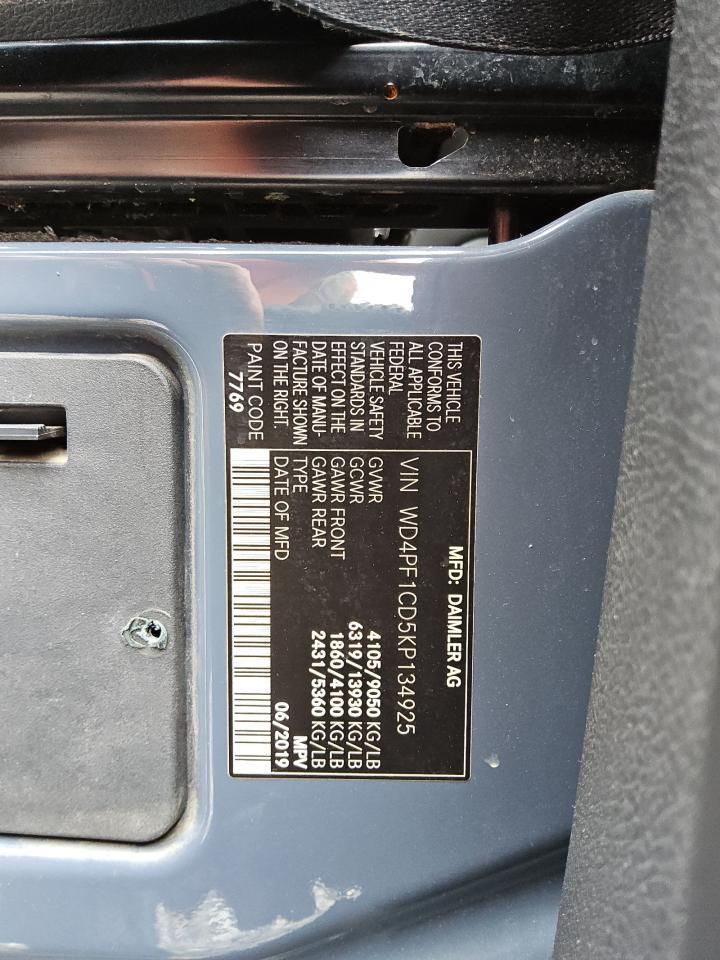 MFD: DAIMLER AG
VIN WD4PF1CD5KP134925
THIS VEHICLE
CONFORMS TO
ALL APPLICABLE
FEDERAL
VEHICLE SAFETY
STANDARDS IN
EFFECT ON THE
DATE OF MANU-
FACTURE SHOWN
ON THE RIGHT.
GVWR 4105/9050 KG/LB
GCWR 6319/13930 KG/LB
GAWR FRONT 1860/4100 KG/LB
GAWR REAR 2431/5360 KG/LB
TYPE MPV
DATE OF MFD 06/2019
PAINT CODE
7769